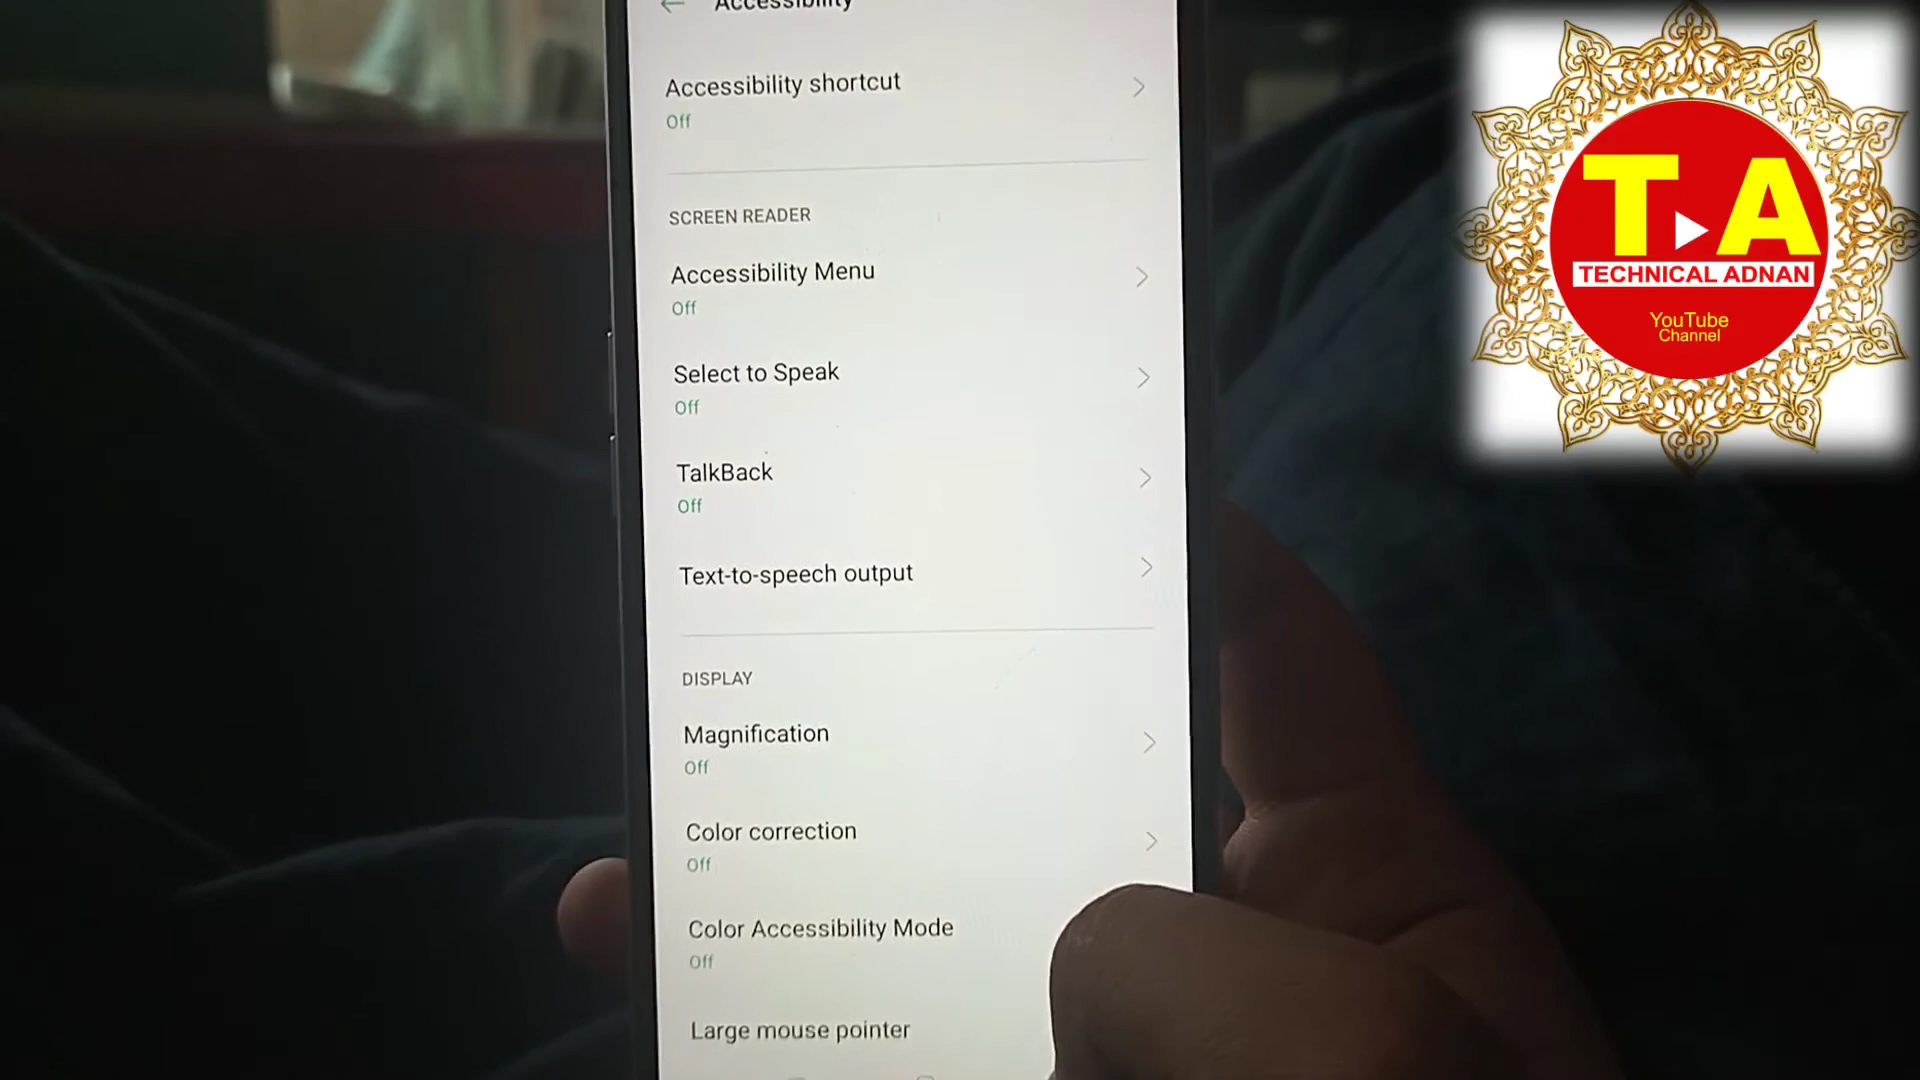 Accessibility
Accessibility shortcut
Off
SCREEN READER
Accessibility Menu
Off
Select to Speak
Off
TalkBack
Off
Text-to-speech output
DISPLAY
Magnification
Off
Color correction
Off
Color Accessibility Mode
Off
Large mouse pointer
T A
TECHNICAL ADNAN
YouTube
Channel